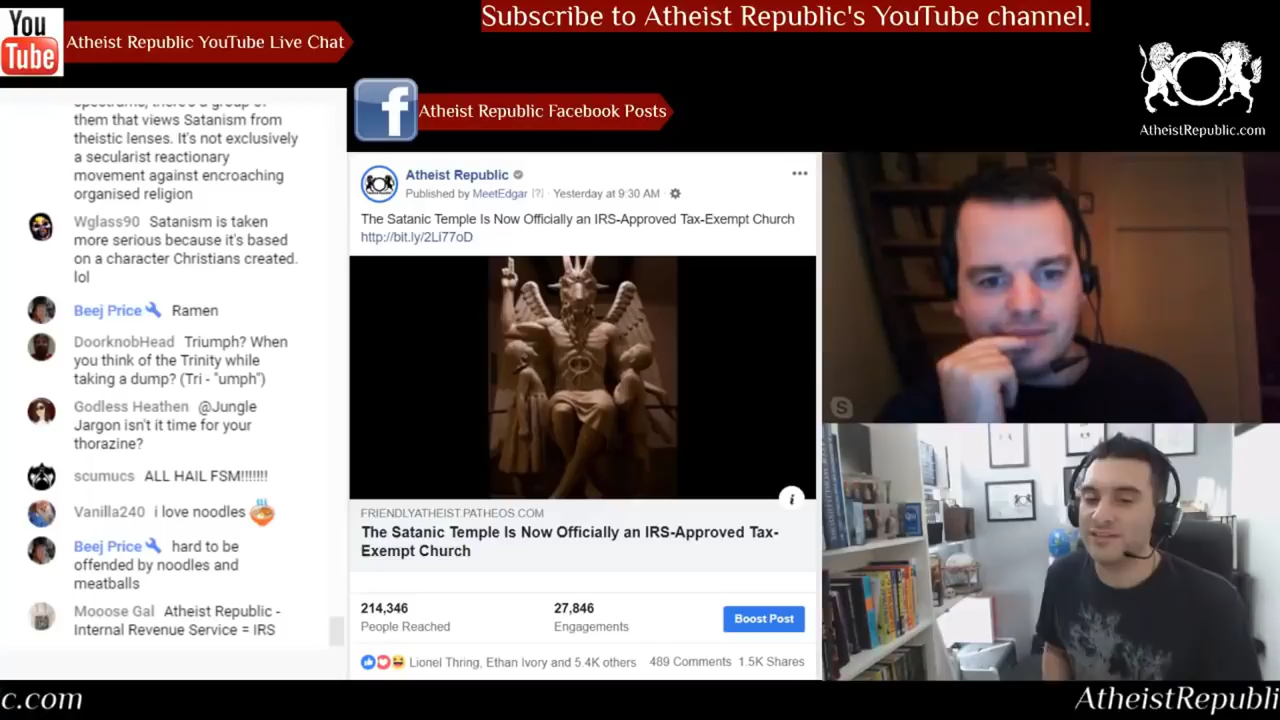 You
Tube
Atheist Republic YouTube Live Chat
Subscribe to Atheist Republic's YouTube channel.
AtheistRepublic.com
f
Atheist Republic Facebook Posts
spectrums, there's a group of
them that views Satanism from
theistic lenses. It's not exclusively
a secularist reactionary
movement against encroaching
organised religion
Wglass90 Satanism is taken
more serious because it's based
on a character Christians created.
lol
Beej Price Ramen
DoorknobHead Triumph? When
you think of the Trinity while
taking a dump? (Tri - "umph")
Godless Heathen @Jungle
Jargon isn't it time for your
thorazine?
scumucs ALL HAIL FSM!!!!!!!
Vanilla240 i love noodles
Beej Price hard to be
offended by noodles and
meatballs
Mooose Gal Atheist Republic -
Internal Revenue Service = IRS
Atheist Republic
Published by MeetEdgar [?] · Yesterday at 9:30 AM ·
The Satanic Temple Is Now Officially an IRS-Approved Tax-Exempt Church
http://bit.ly/2LI77oD
i
FRIENDLYATHEIST.PATHEOS.COM
The Satanic Temple Is Now Officially an IRS-Approved Tax-
Exempt Church
214,346
People Reached
27,846
Engagements
Boost Post
Lionel Thring, Ethan Ivory and 5.4K others
489 Comments 1.5K Shares
c.com
AtheistRepubli